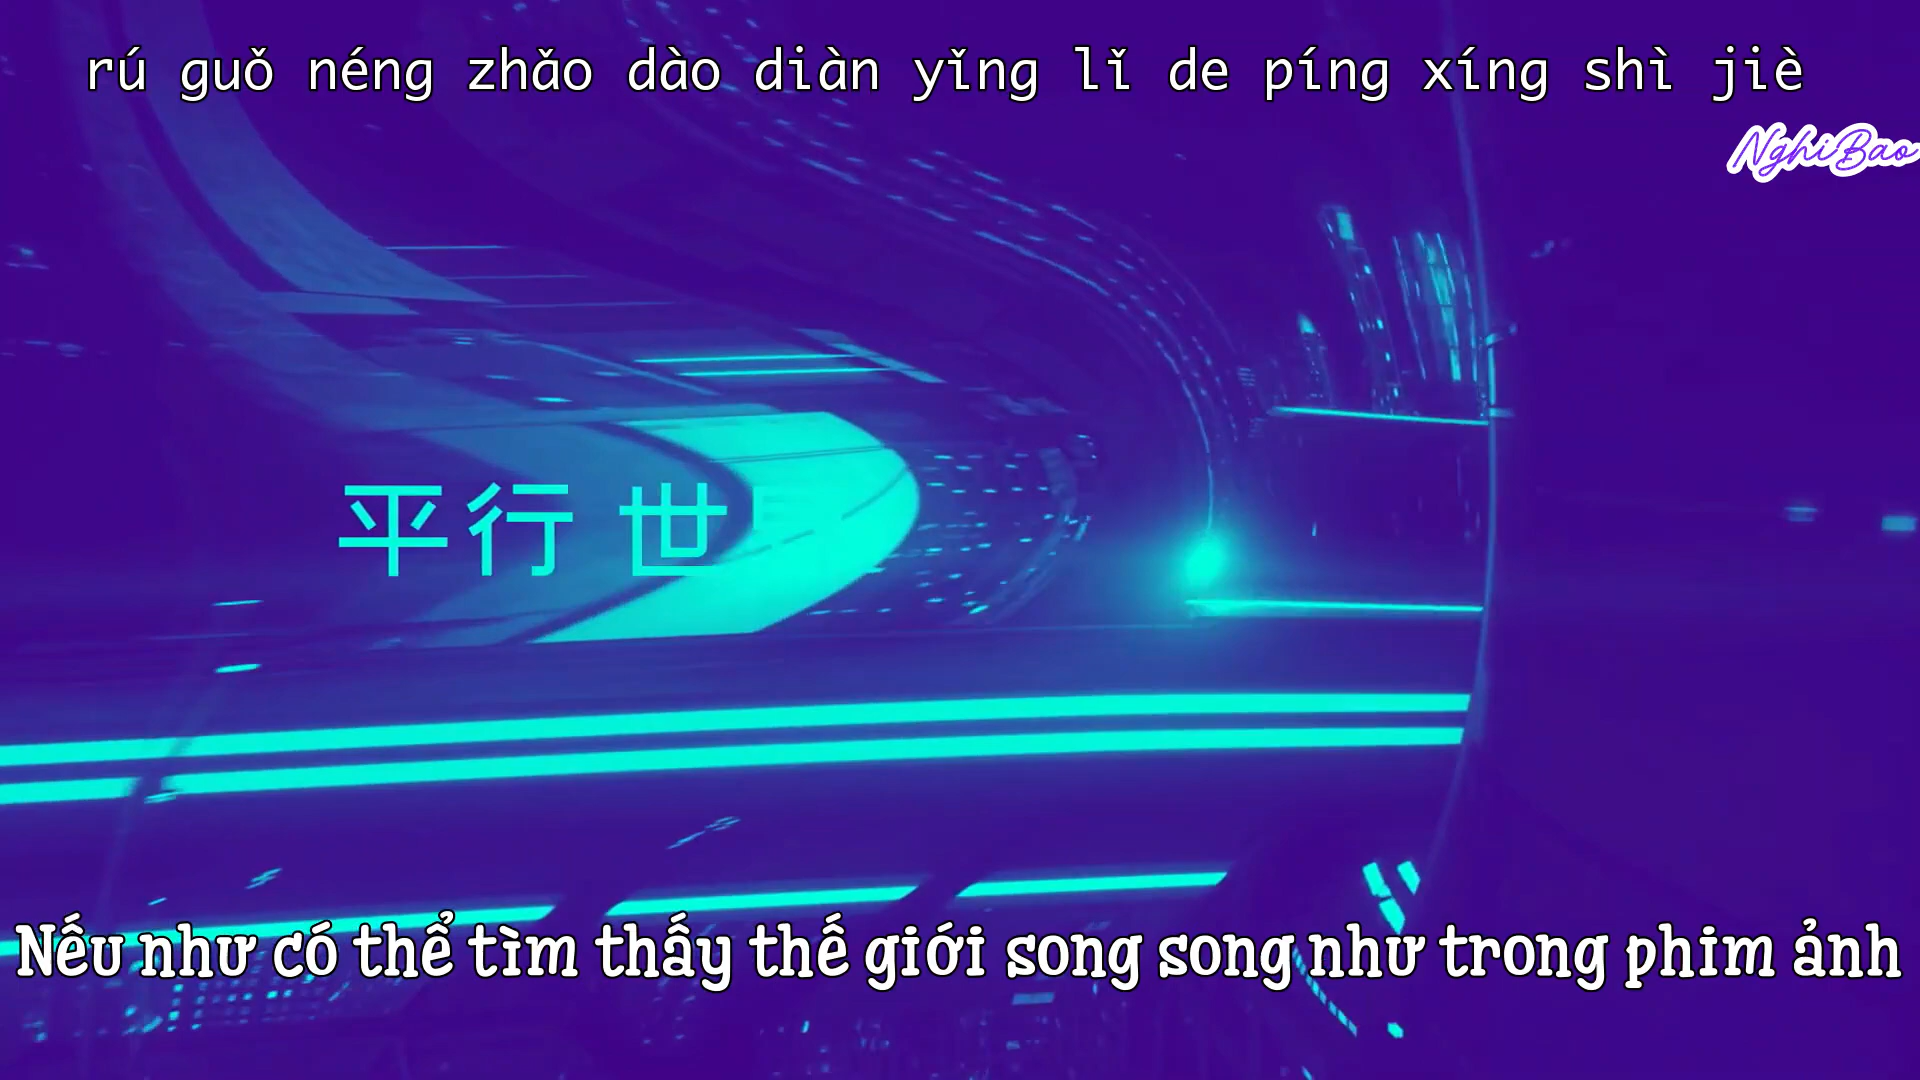 rú guǒ néng zhǎo dào diàn yǐng lǐ de píng xíng shì jiè
NghiBao
平行 世
Nếu như có thể tìm thấy thế giới song song như trong phim ảnh